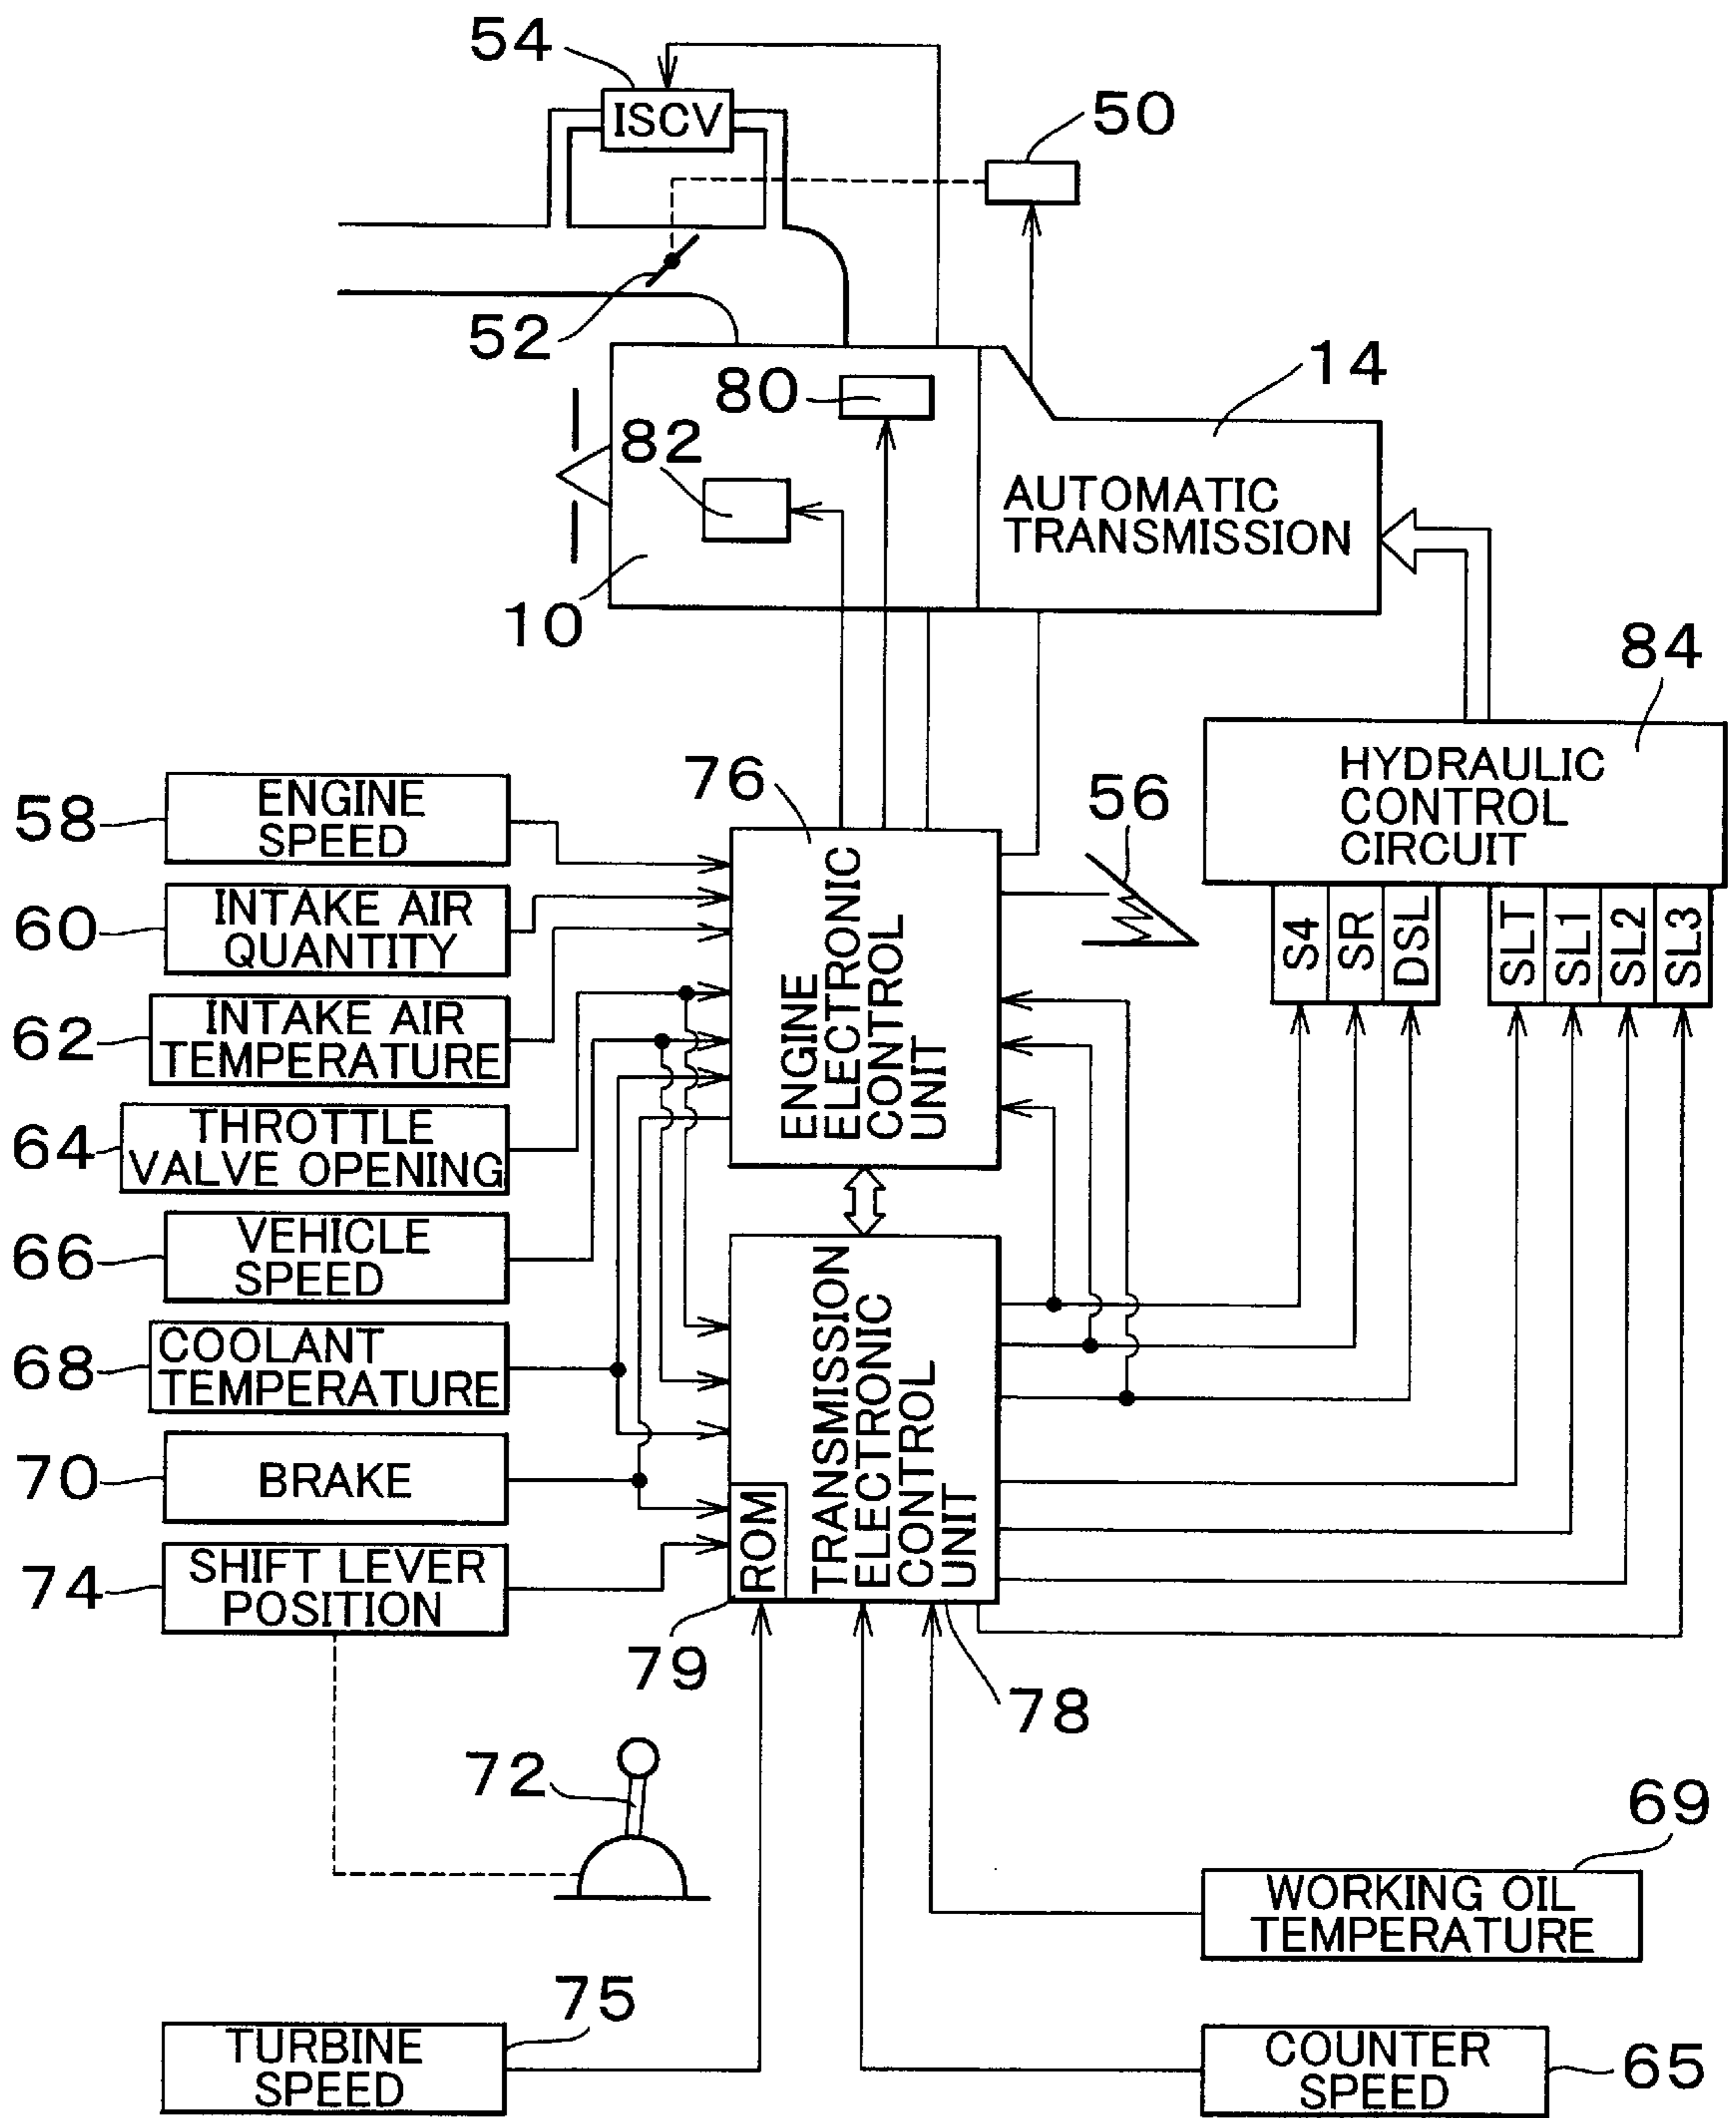 54
ISCV
50
52
14
80
82
AUTOMATIC
TRANSMISSION
10
84
HYDRAULIC
CONTROL
CIRCUIT
76
56
58
ENGINE
SPEED
60
INTAKE AIR
QUANTITY
62
INTAKE AIR
TEMPERATURE
64
THROTTLE
VALVE OPENING
66
VEHICLE
SPEED
68
COOLANT
TEMPERATURE
70
BRAKE
74
SHIFT LEVER
POSITION
ENGINE
ELECTRONIC
CONTROL
UNIT
S4
SR
DSL
SLT
SL1
SL2
SL3
TRANSMISSION
ELECTRONIC
CONTROL
UNIT
ROM
79
78
72
69
WORKING OIL
TEMPERATURE
75
TURBINE
SPEED
COUNTER
SPEED
65